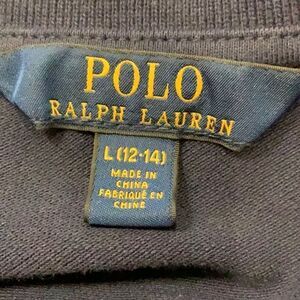 POLO
RALPH LAUREN
L (12-14)
MADE IN
CHINA
FABRIQUÉ EN
CHINE